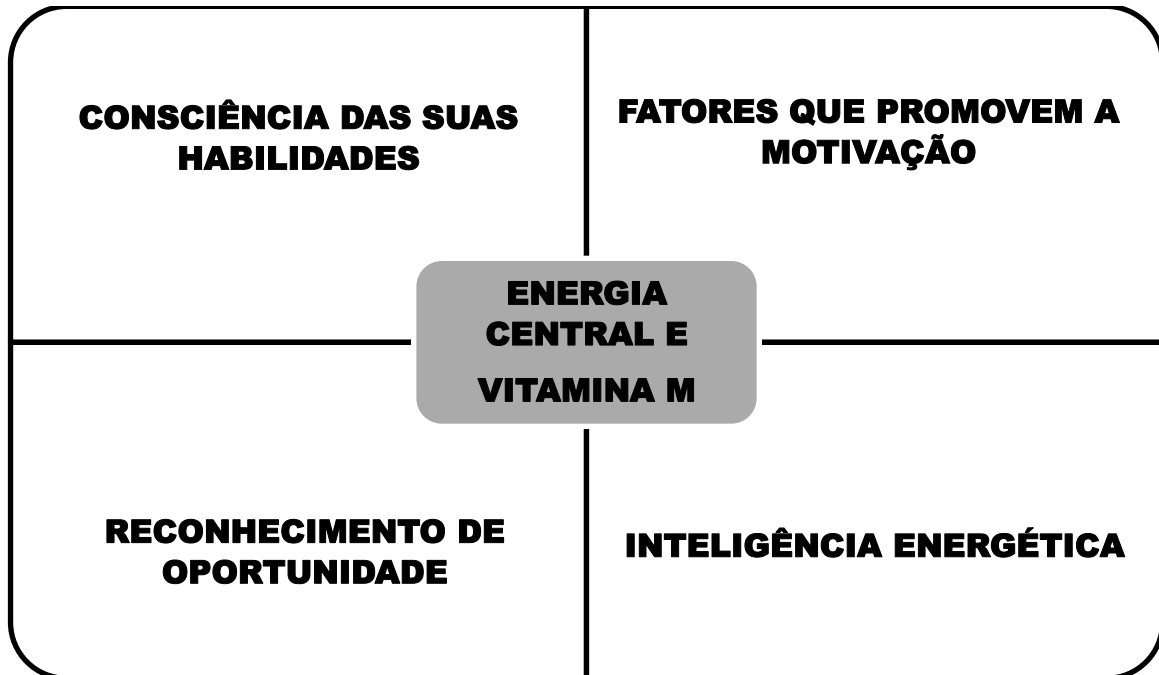 CONSCIÊNCIA DAS SUAS
HABILIDADES
FATORES QUE PROMOVEM A
MOTIVAÇÃO
ENERGIA
CENTRAL E
VITAMINA M
RECONHECIMENTO DE
OPORTUNIDADE
INTELIGÊNCIA ENERGÉTICA